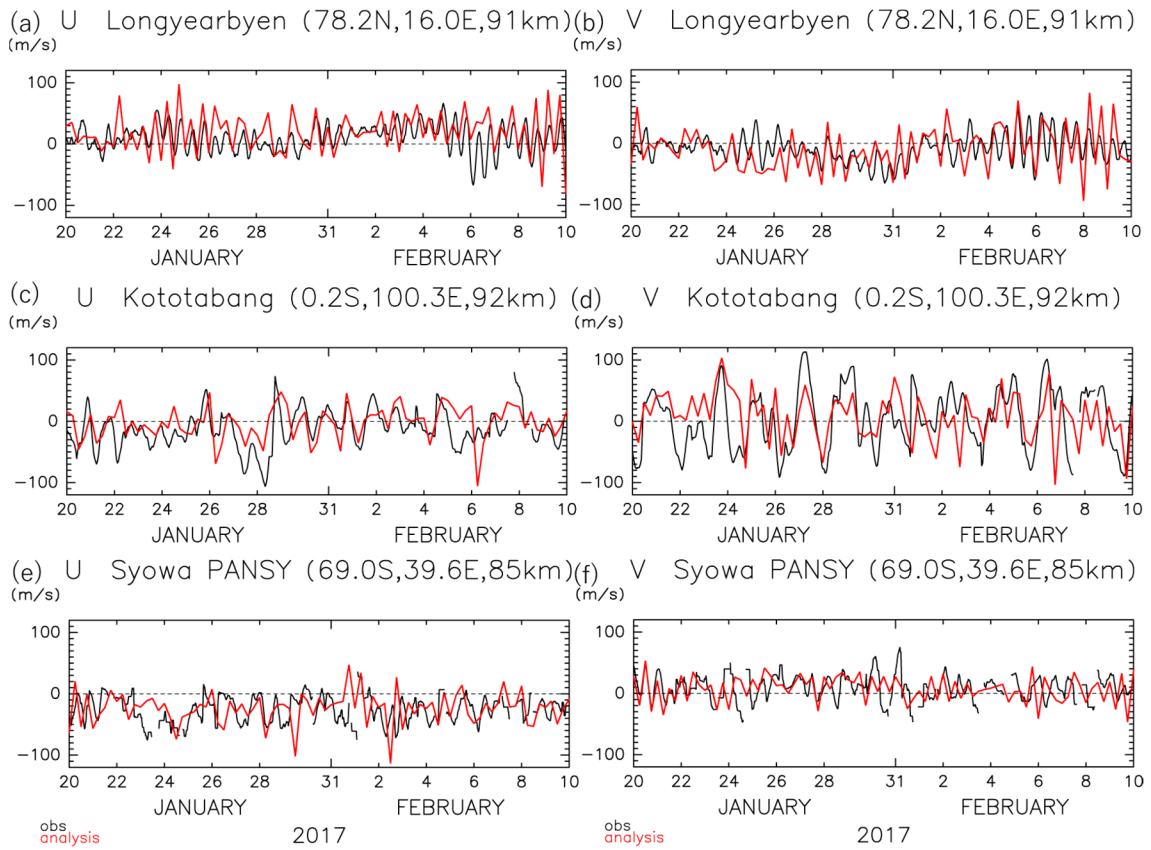 (a) U Longyearbyen (78.2N,16.0E,91km)
(m/s)
100
0
−100
20 22 24 26 28 31 2 4 6 8 10
JANUARY FEBRUARY
(b) V Longyearbyen (78.2N,16.0E,91km)
(m/s)
100
0
−100
20 22 24 26 28 31 2 4 6 8 10
JANUARY FEBRUARY
(c) U Kototabang (0.2S,100.3E,92km)
(m/s)
100
0
−100
20 22 24 26 28 31 2 4 6 8 10
JANUARY FEBRUARY
(d) V Kototabang (0.2S,100.3E,92km)
(m/s)
100
0
−100
20 22 24 26 28 31 2 4 6 8 10
JANUARY FEBRUARY
(e) U Syowa PANSY (69.0S,39.6E,85km)
(m/s)
100
0
−100
20 22 24 26 28 31 2 4 6 8 10
JANUARY FEBRUARY
obs
analysis
2017
(f) V Syowa PANSY (69.0S,39.6E,85km)
(m/s)
100
0
−100
20 22 24 26 28 31 2 4 6 8 10
JANUARY FEBRUARY
obs
analysis
2017